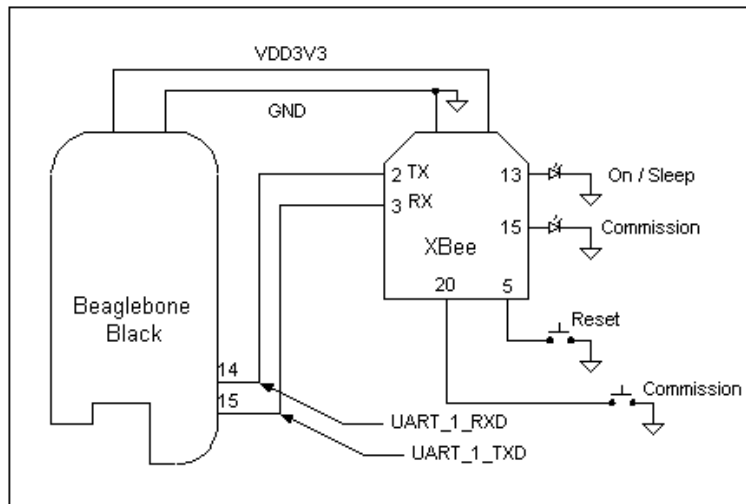 VDD3V3
GND
2 TX
13
On / Sleep
3 RX
15
Commission
XBee
20
5
Beaglebone
Black
Reset
14
15
Commission
UART_1_RXD
UART_1_TXD